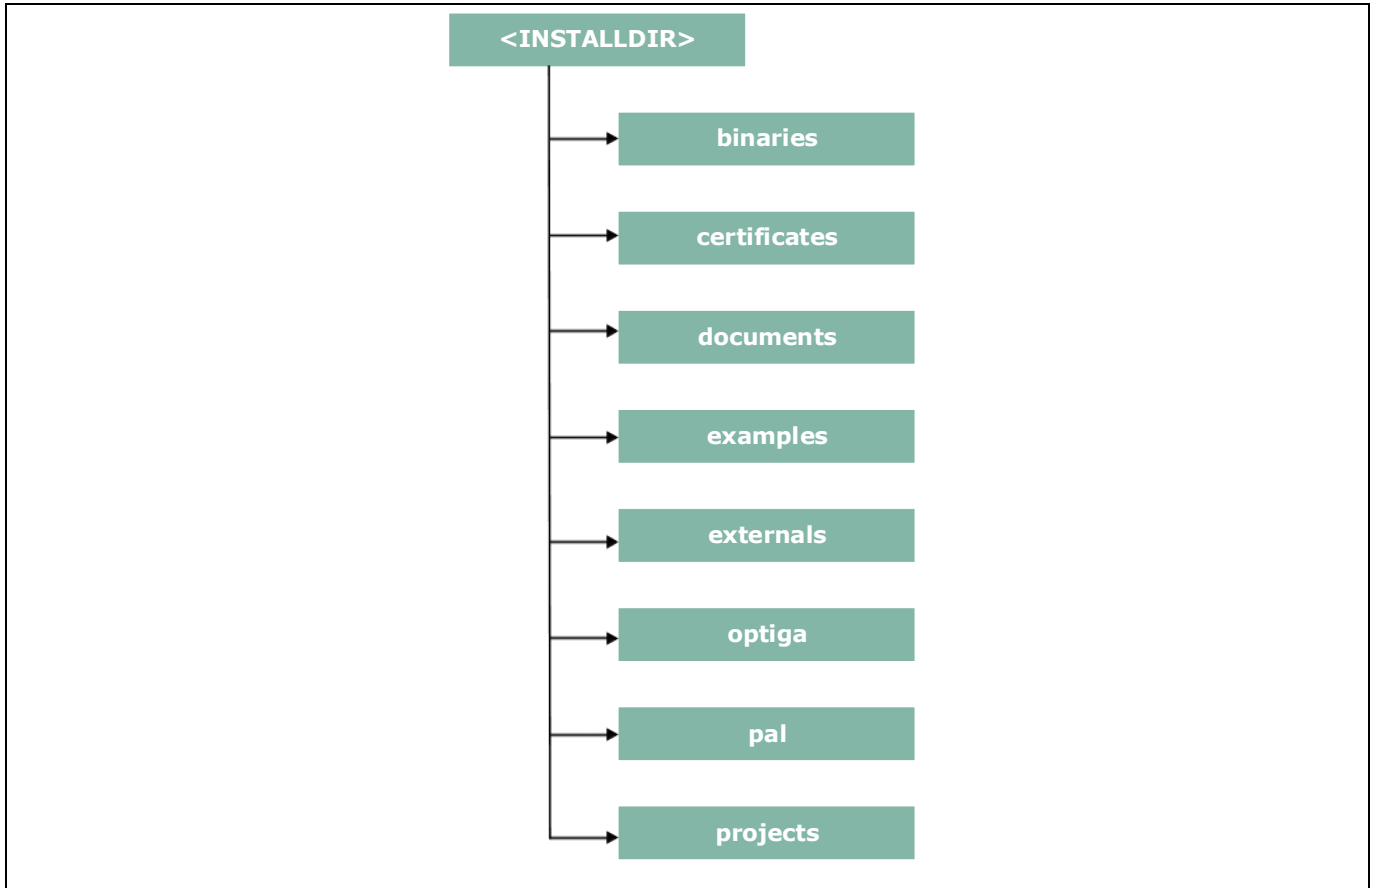 <INSTALLDIR>
binaries
certificates
documents
examples
externals
optiga
pal
projects